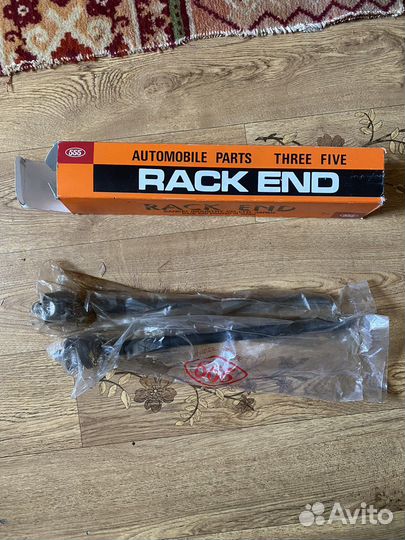 555
AUTOMOBILE PARTS THREE FIVE
RACK END
RACK END
555
Avito